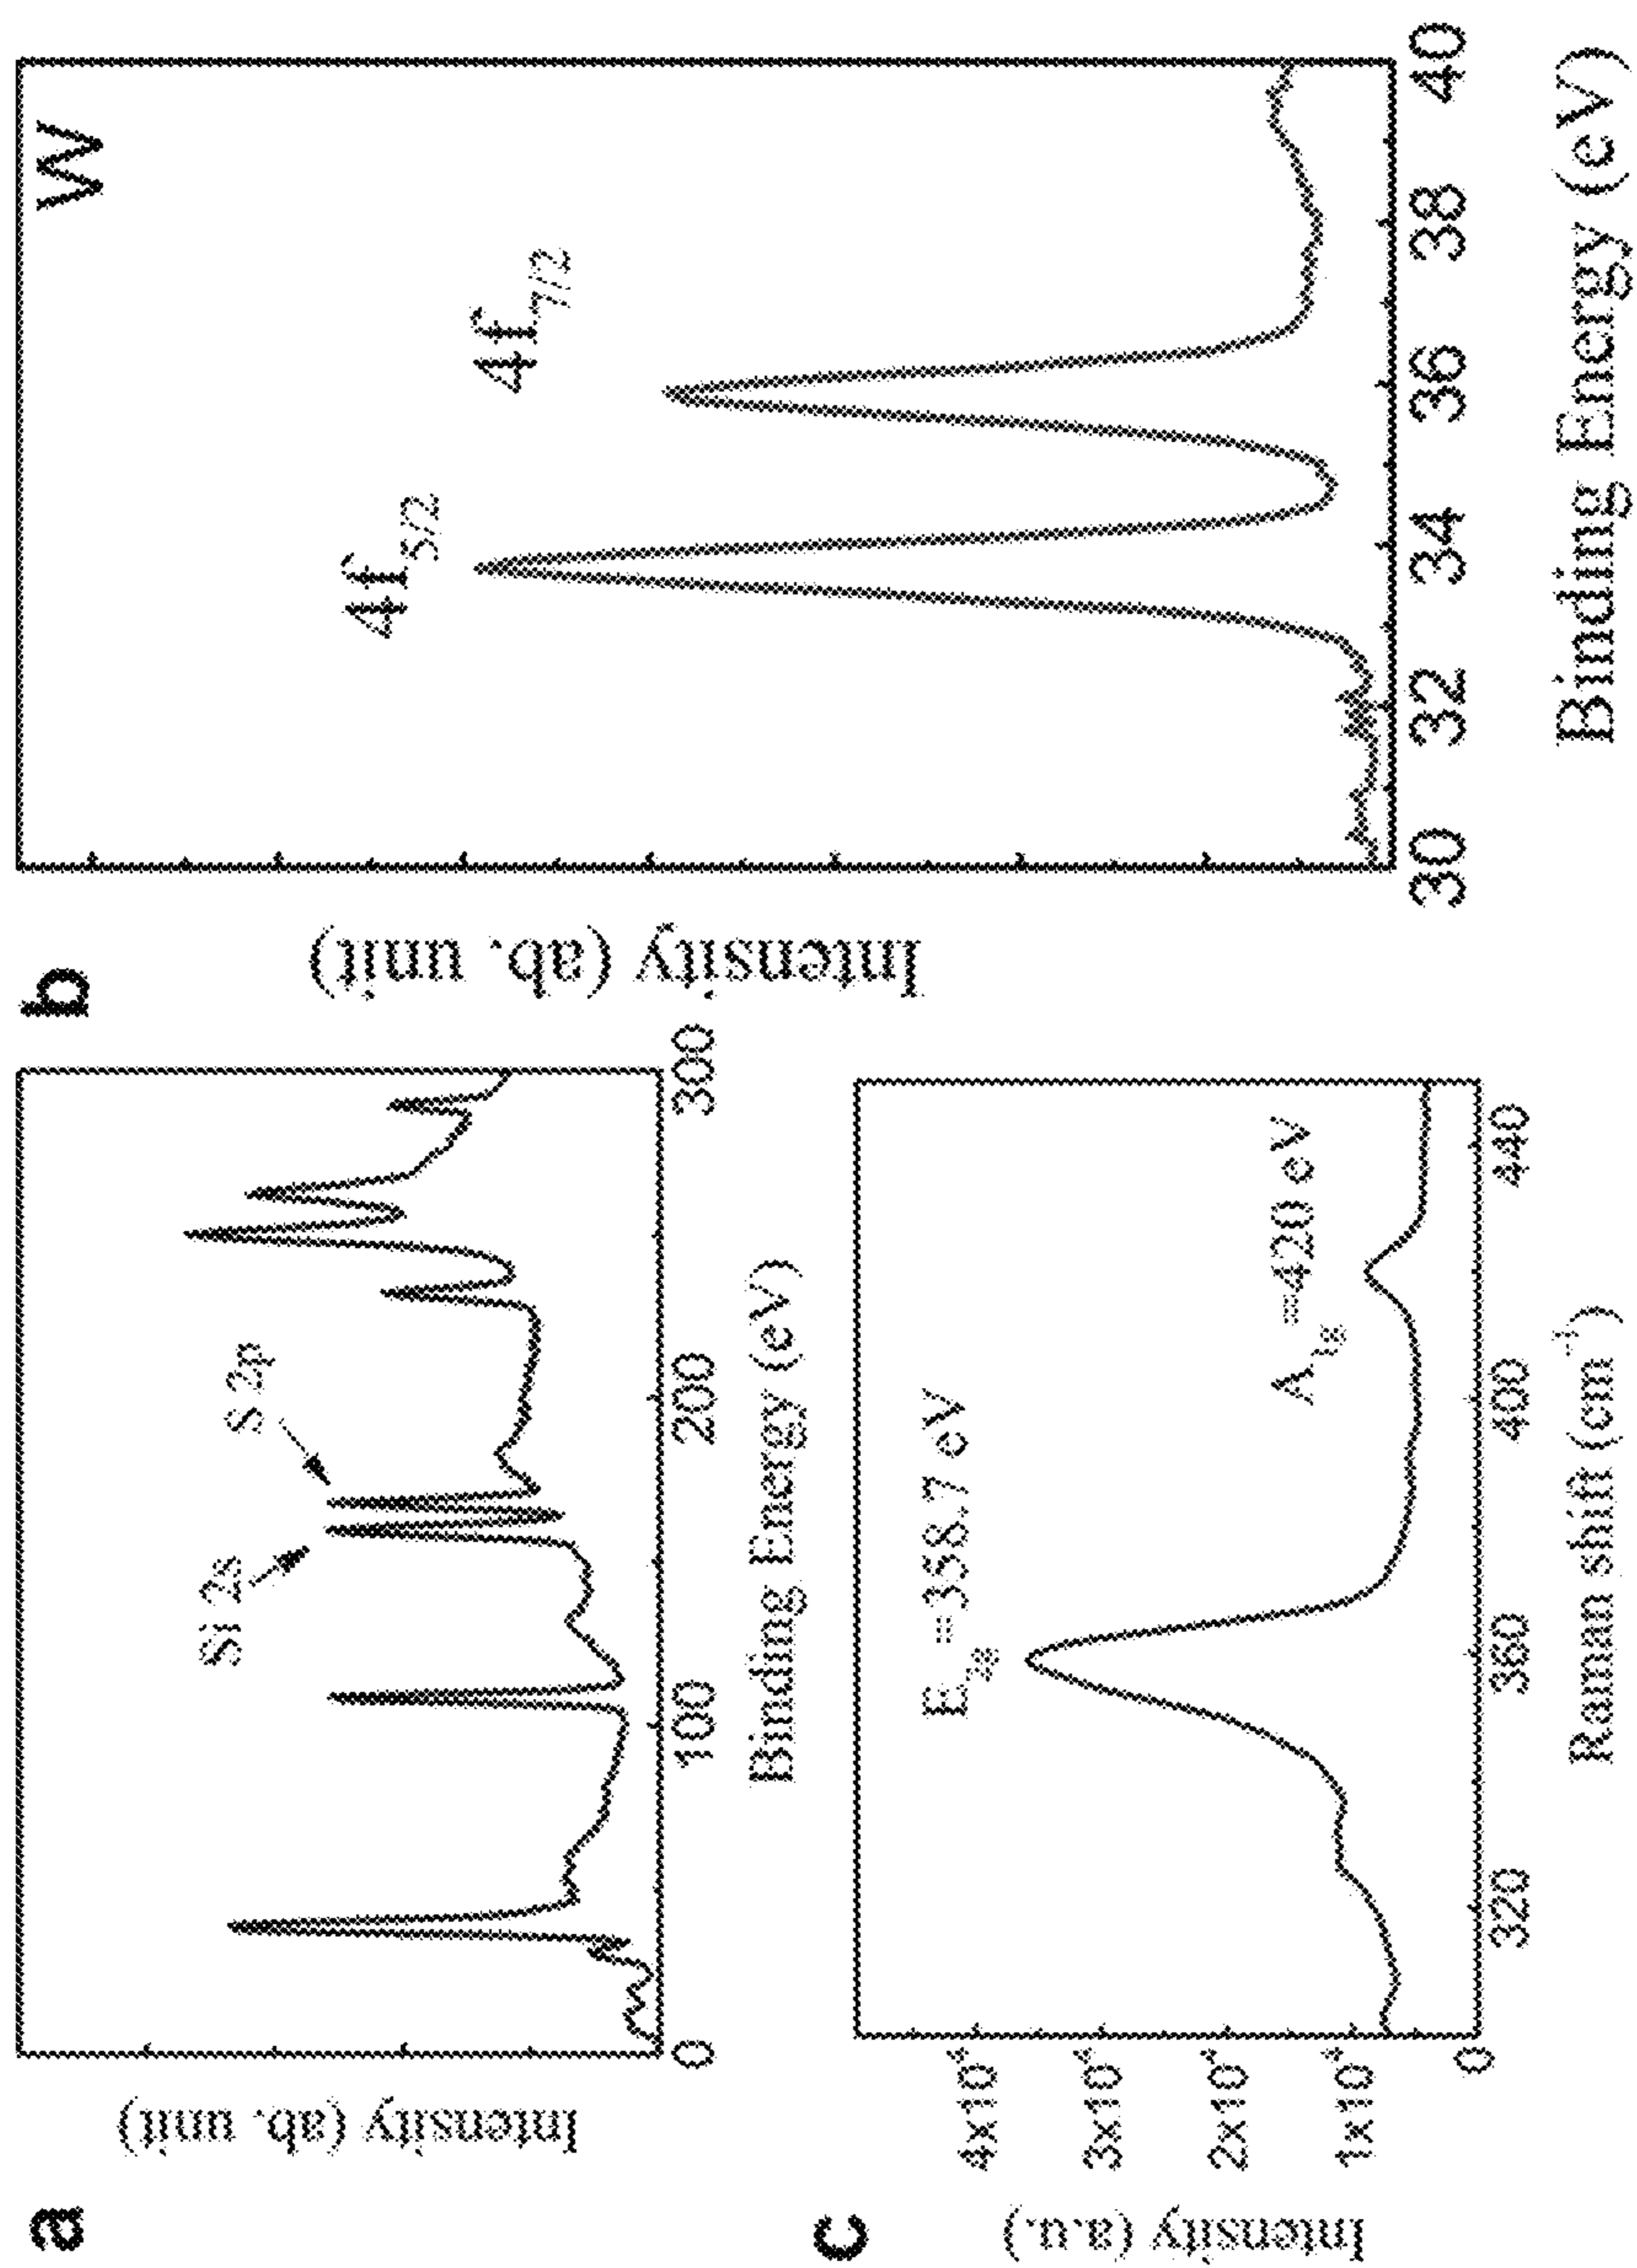 a
Intensity (ab. unit)
Si 2s
S 2p
0
100
200
300
Binding Energy (eV)
b
Intensity (ab. unit)
W
4f5/2
4f7/2
30
32
34
36
38
40
Binding Energy (eV)
c
Intensity (a.u.)
4x10⁴
3x10⁴
2x10⁴
1x10⁴
0
E2g=358.7 eV
A1g=420 eV
320
360
400
440
Raman shift (cm⁻¹)